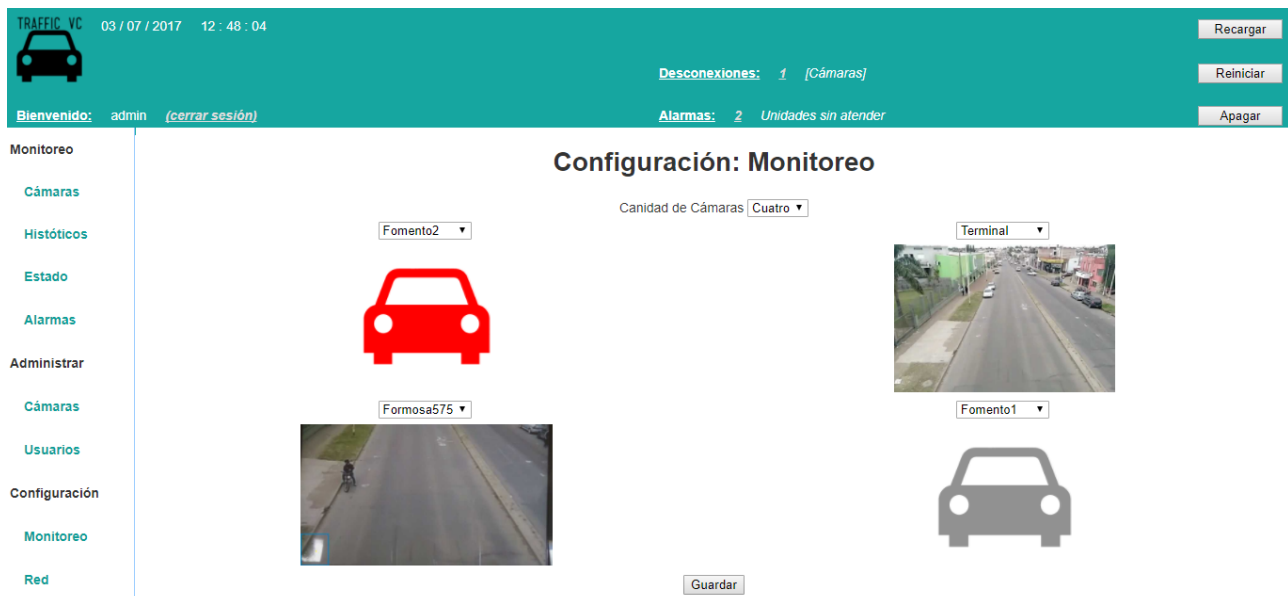 TRAFFIC VC
03 / 07 / 2017 12 : 48 : 04
Recargar
Desconexiones: 1 [Cámaras]
Reiniciar
Bienvenido: admin (cerrar sesión)
Alarmas: 2 Unidades sin atender
Apagar
Monitoreo
Cámaras
Históticos
Estado
Alarmas
Administrar
Cámaras
Usuarios
Configuración
Monitoreo
Red
Configuración: Monitoreo
Canidad de Cámaras Cuatro
Fomento2
Terminal
Formosa575
Fomento1
Guardar